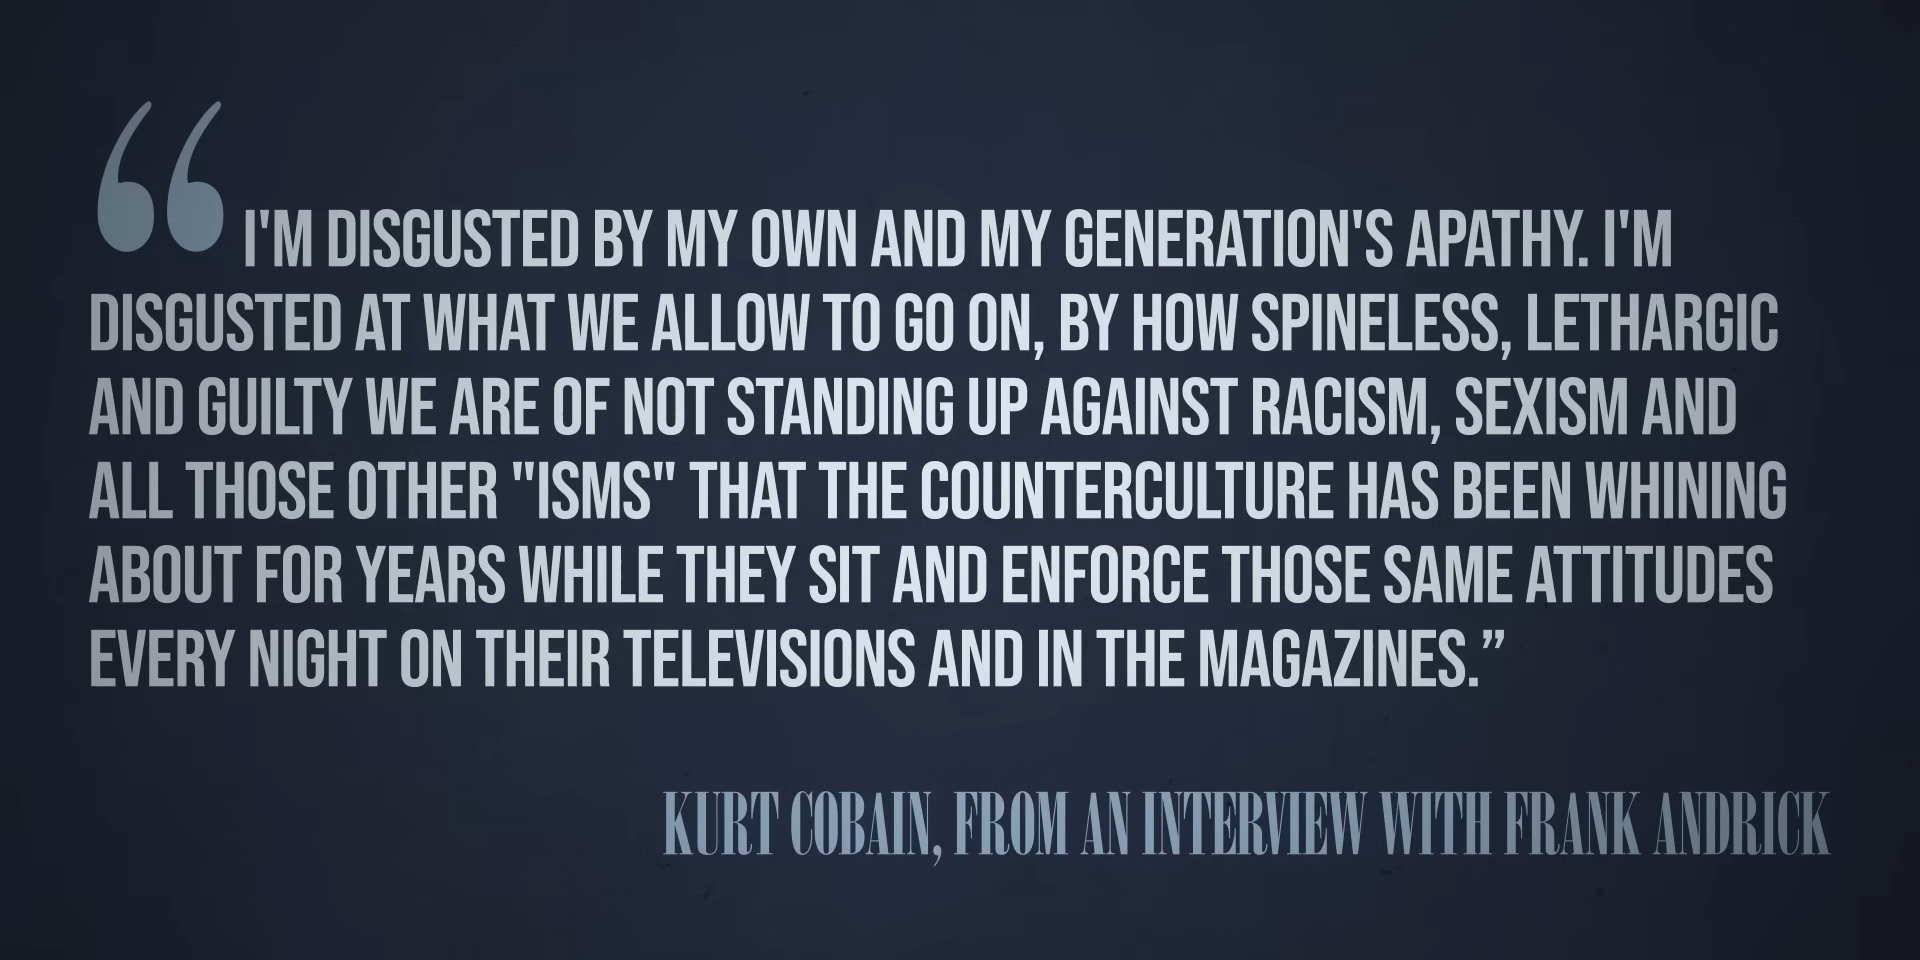 “I'M DISGUSTED BY MY OWN AND MY GENERATION'S APATHY. I'M
DISGUSTED AT WHAT WE ALLOW TO GO ON, BY HOW SPINELESS, LETHARGIC
AND GUILTY WE ARE OF NOT STANDING UP AGAINST RACISM, SEXISM AND
ALL THOSE OTHER "ISMS" THAT THE COUNTERCULTURE HAS BEEN WHINING
ABOUT FOR YEARS WHILE THEY SIT AND ENFORCE THOSE SAME ATTITUDES
EVERY NIGHT ON THEIR TELEVISIONS AND IN THE MAGAZINES.”
KURT COBAIN, FROM AN INTERVIEW WITH FRANK ANDRICK